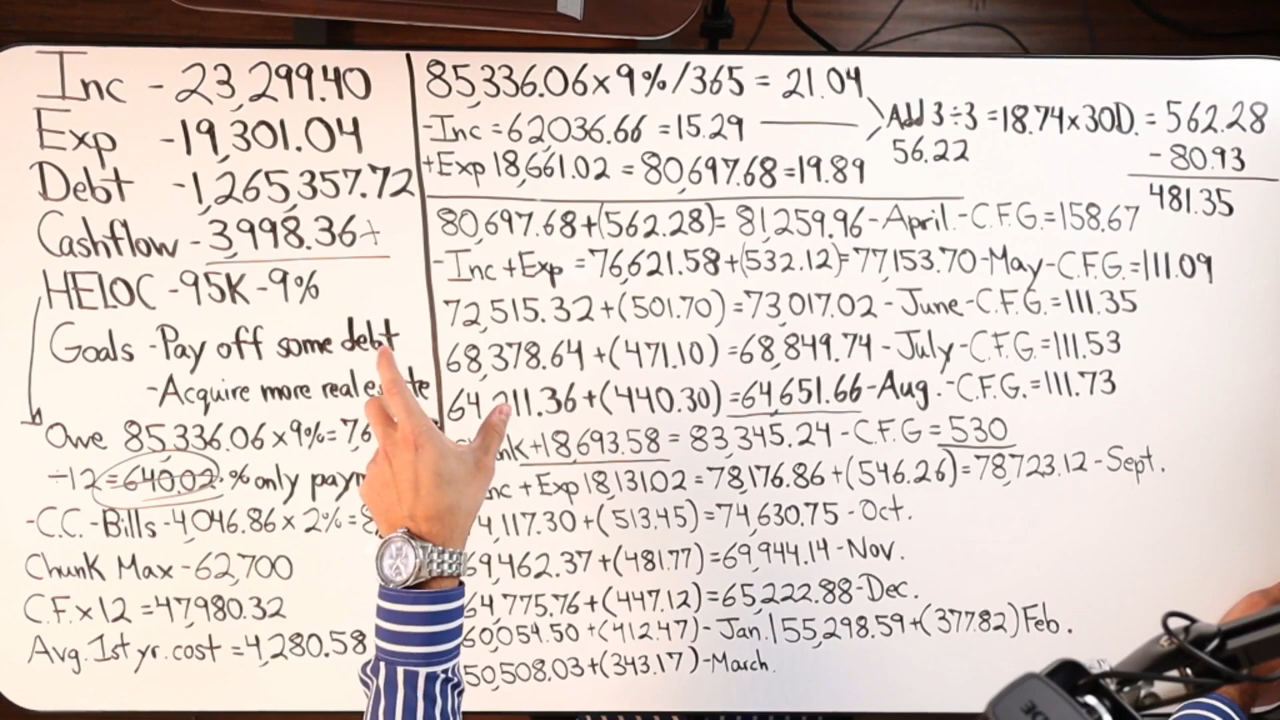 Inc - 23,299.40
Exp - 19,301.04
Debt - 1,265,357.72
Cashflow - 3,998.36+
HELOC - 95K - 9%
Goals - Pay off some debt
- Acquire more real estate
Owe 85,336.06 × 9% = 7,6
÷12 = 640.02 % only paym
- C.C. - Bills - 4,046.86 × 2% = 8
Chunk Max - 62,700
C.F. × 12 = 47980.32
Avg. 1st yr. cost = 4,280.58
85,336.06 × 9% / 365 = 21.04
- Inc = 62036.66 = 15.29
+ Exp 18,661.02 = 80,697.68 = 19.89
Add 3 ÷ 3 = 18.74 × 30D. = 562.28
56.22
- 80.93
481.35
80,697.68 + (562.28) = 81,259.96 - April - C.F.G. = 158.67
- Inc + Exp = 76,621.58 + (532.12) = 77,153.70 - May - C.F.G. = 111.09
72,515.32 + (501.70) = 73,017.02 - June - C.F.G. = 111.35
68,378.64 + (471.10) = 68,849.74 - July - C.F.G. = 111.53
64,211.36 + (440.30) = 64,651.66 - Aug. - C.F.G. = 111.73
nk + 18,693.58 = 83,345.24 - C.F.G = 530
nc + Exp 18,131.02 = 78,176.86 + (546.26) = 78,723.12 - Sept.
4,117.30 + (513.45) = 74,630.75 - Oct.
69,462.37 + (481.77) = 69,944.14 - Nov.
64,775.76 + (447.12) = 65,222.88 - Dec.
60,054.50 + (412.47) - Jan. | 55,298.59 + (377.82) Feb.
50,508.03 + (343.17) - March.